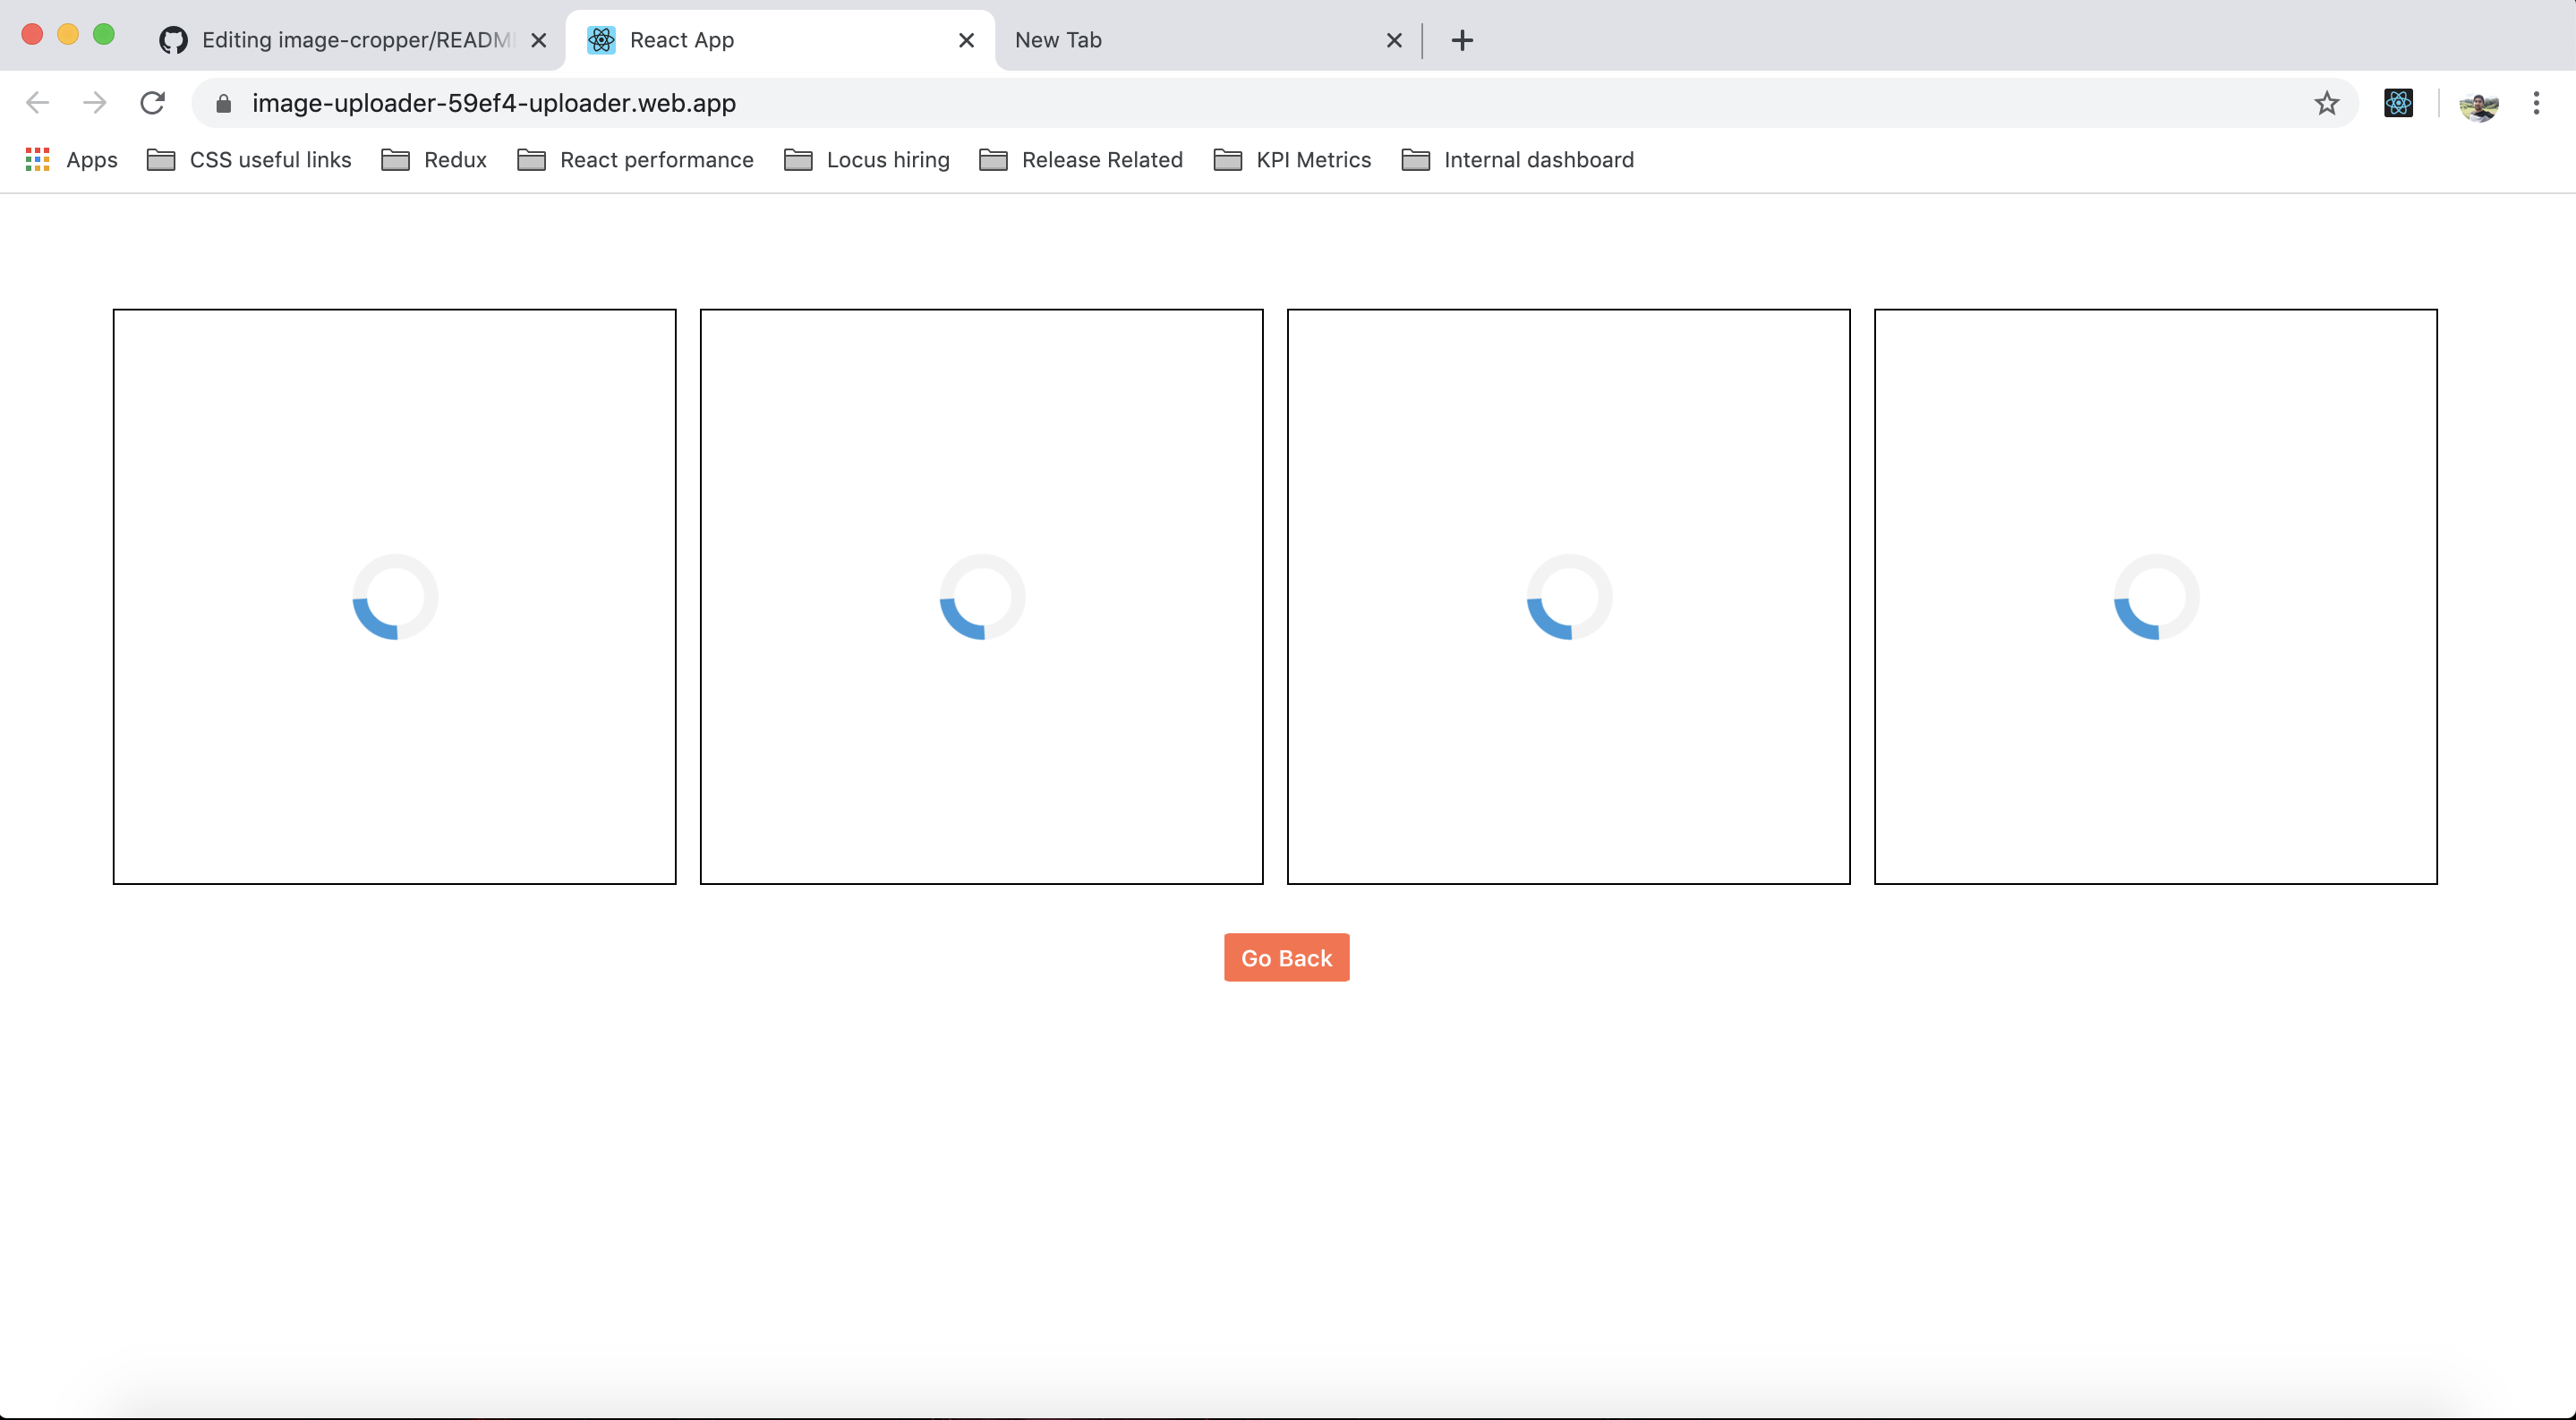 Editing image-cropper/READM
React App
New Tab
image-uploader-59ef4-uploader.web.app
Apps
CSS useful links
Redux
React performance
Locus hiring
Release Related
KPI Metrics
Internal dashboard
Go Back